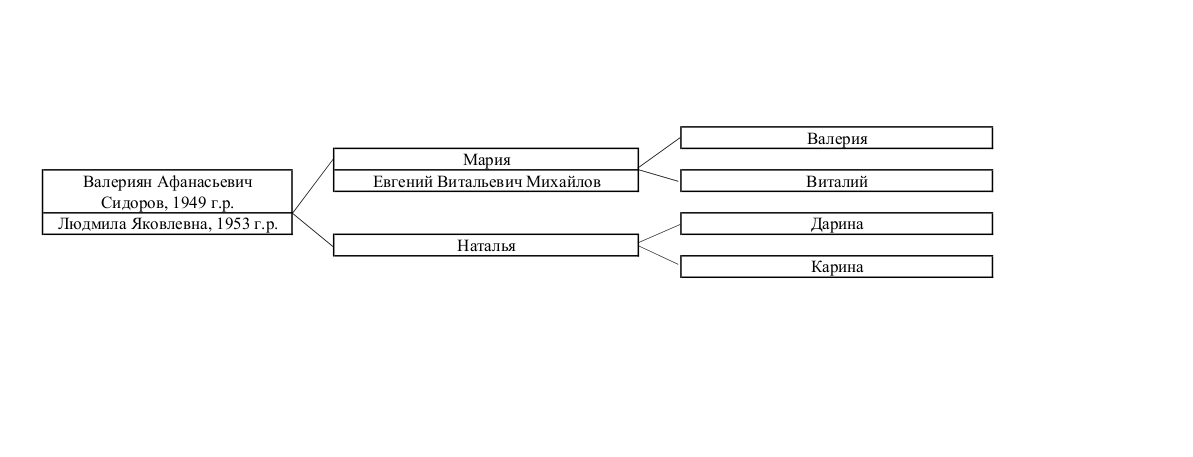 Валериян Афанасьевич
Сидоров, 1949 г.р.
Людмила Яковлевна, 1953 г.р.
Мария
Евгений Витальевич Михайлов
Наталья
Валерия
Виталий
Дарина
Карина